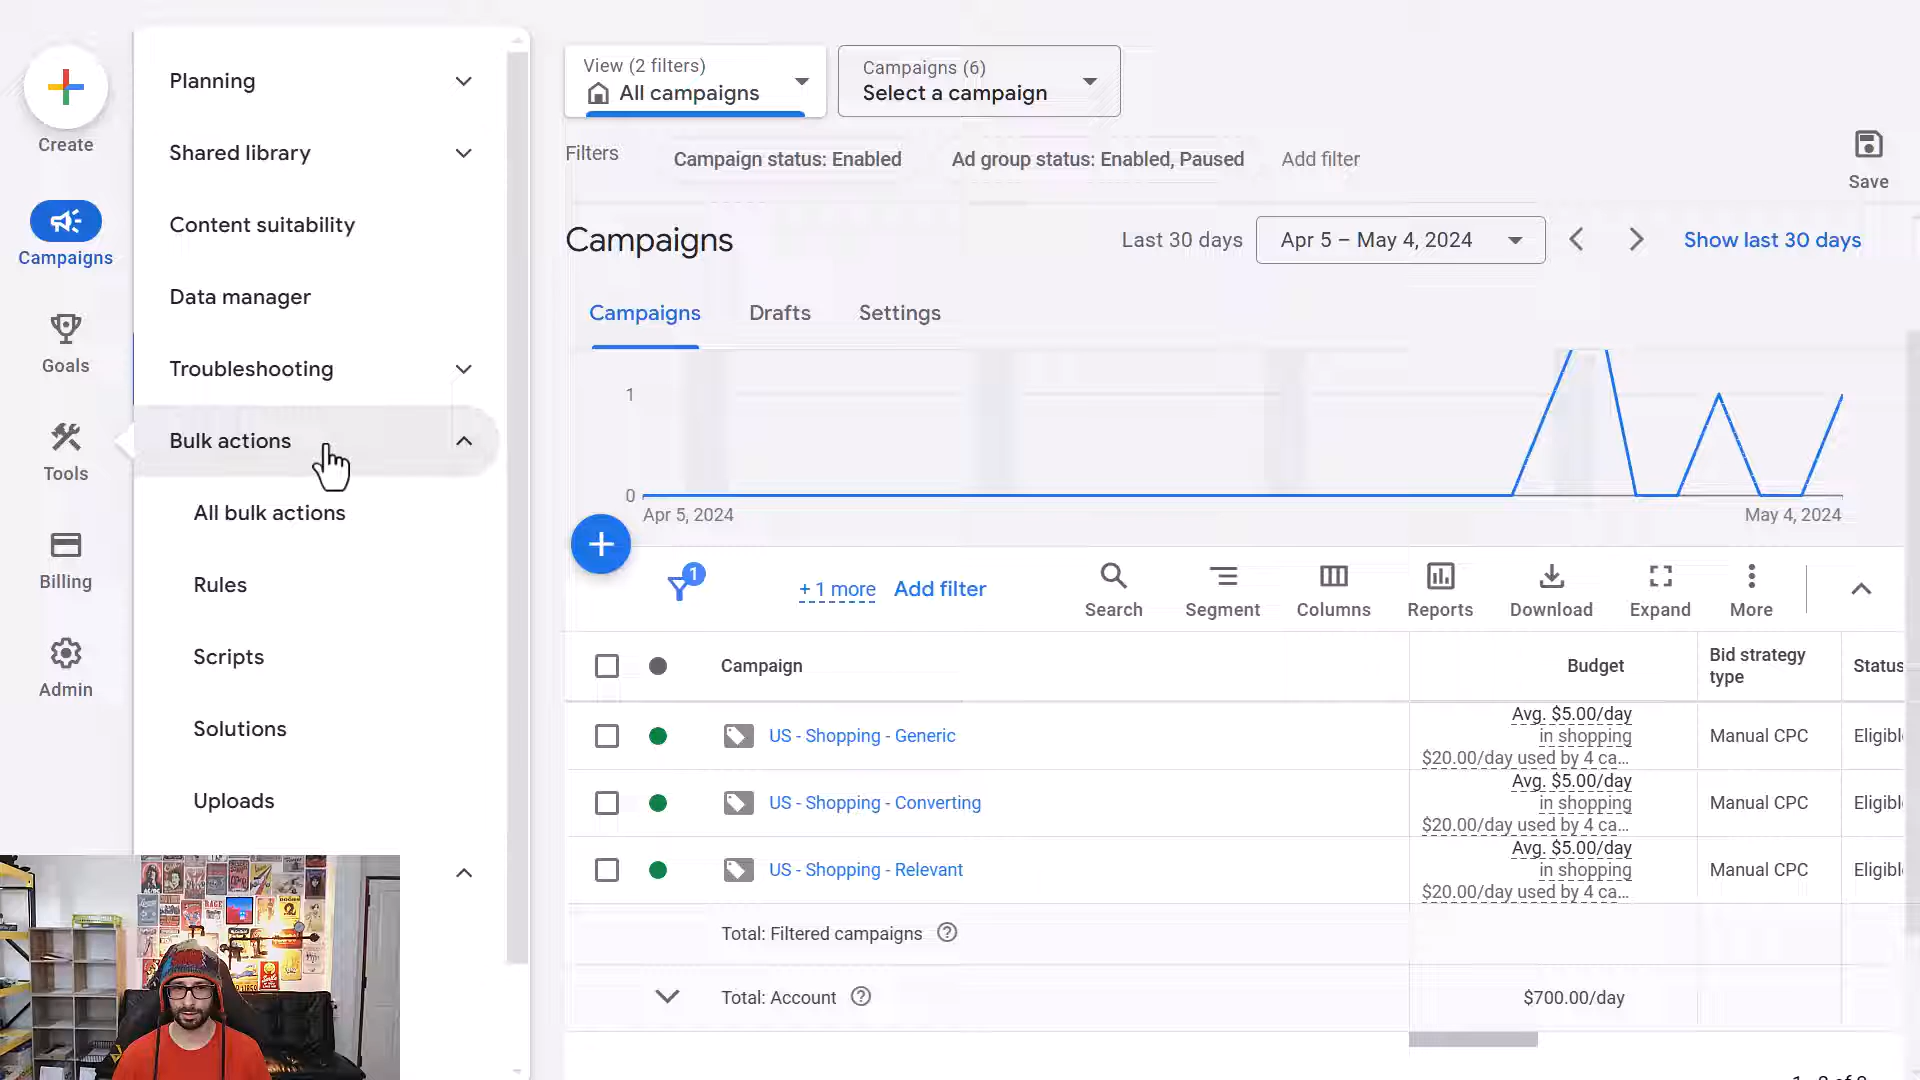 Create
Campaigns
Goals
Tools
Billing
Admin
Planning
Shared library
Content suitability
Data manager
Troubleshooting
Bulk actions
All bulk actions
Rules
Scripts
Solutions
Uploads
View (2 filters)
All campaigns
Campaigns (6)
Select a campaign
Filters
Campaign status: Enabled
Ad group status: Enabled, Paused
Add filter
Save
Campaigns
Last 30 days
Apr 5 – May 4, 2024
Show last 30 days
Campaigns
Drafts
Settings
1
0
Apr 5, 2024
May 4, 2024
1
+ 1 more
Add filter
Search
Segment
Columns
Reports
Download
Expand
More
Campaign
Budget
Bid strategy
type
Status
US - Shopping - Generic
Avg. $5.00/day
in shopping
$20.00/day used by 4 ca...
Manual CPC
Eligibl
US - Shopping - Converting
Avg. $5.00/day
in shopping
$20.00/day used by 4 ca...
Manual CPC
Eligibl
US - Shopping - Relevant
Avg. $5.00/day
in shopping
$20.00/day used by 4 ca...
Manual CPC
Eligibl
Total: Filtered campaigns
Total: Account
$700.00/day